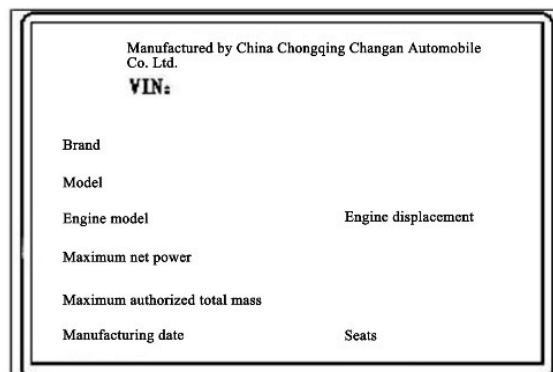 Manufactured by China Chongqing Changan Automobile
Co. Ltd.
VIN:
Brand
Model
Engine model Engine displacement
Maximum net power
Maximum authorized total mass
Manufacturing date Seats